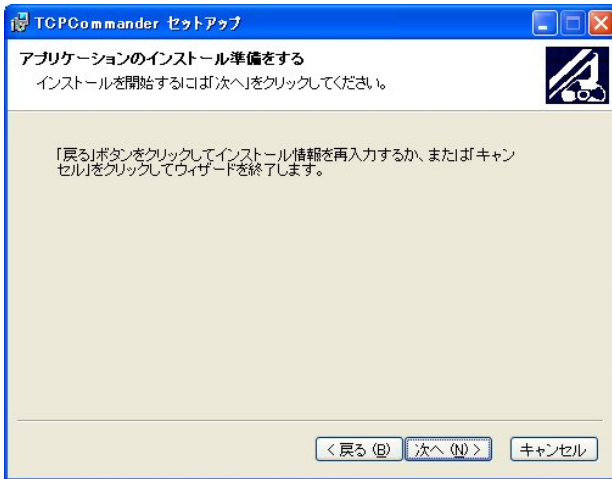 TCPCommander セットアップ
アプリケーションのインストール準備をする
インストールを開始するには「次へ」をクリックしてください。
「戻る」ボタンをクリックしてインストール情報を再入力するか、または「キャン
セル」をクリックしてウィザードを終了します。
< 戻る (B)
次へ (N) >
キャンセル